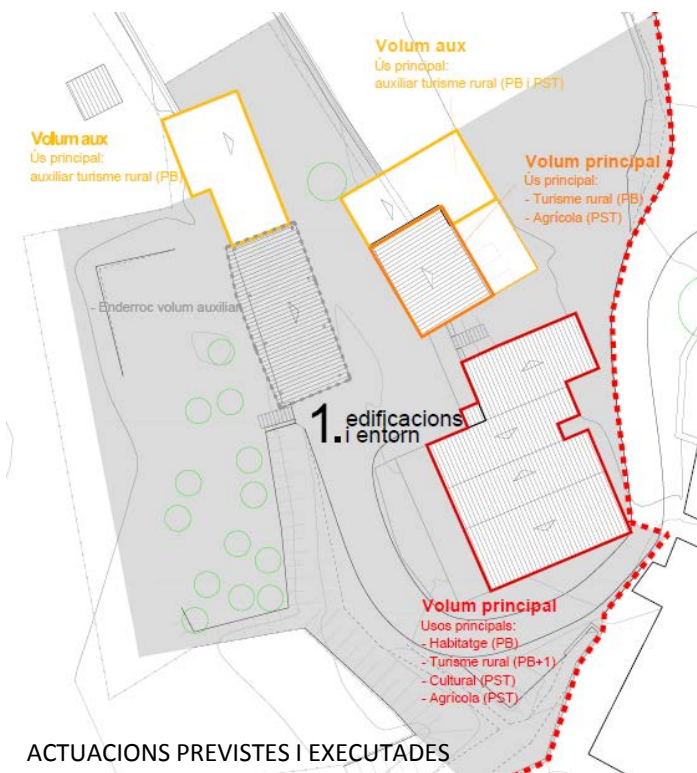 Volum aux
Ús principal:
auxiliar turisme rural (PB i PST)
Volum aux
Ús principal:
auxiliar turisme rural (PB)
Volum principal
Ús principal:
- Turisme rural (PB)
- Agrícola (PST)
- Enderroc volum auxiliar
1. edificacions
i entorn
Volum principal
Usos principals:
- Habitatge (PB)
- Turisme rural (PB+1)
- Cultural (PST)
- Agrícola (PST)
ACTUACIONS PREVISTES I EXECUTADES